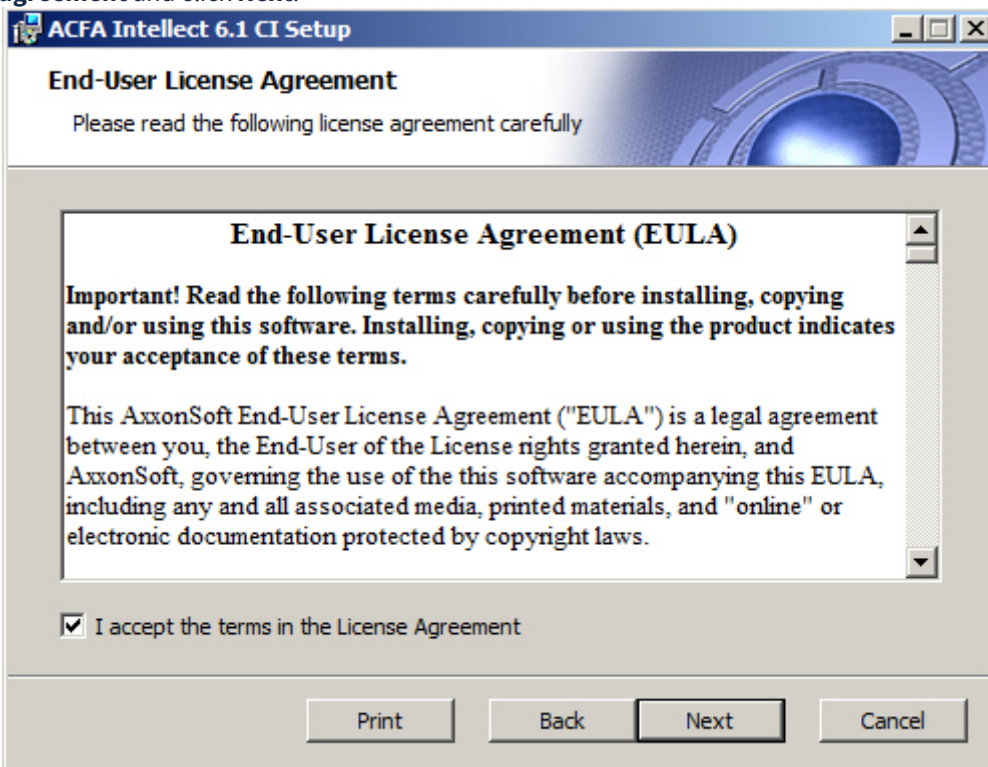 agreement and click Next.
ACFA Intellect 6.1 CI Setup
End-User License Agreement
Please read the following license agreement carefully
End-User License Agreement (EULA)
Important! Read the following terms carefully before installing, copying
and/or using this software. Installing, copying or using the product indicates
your acceptance of these terms.
This AxxonSoft End-User License Agreement ("EULA") is a legal agreement
between you, the End-User of the License rights granted herein, and
AxxonSoft, governing the use of the this software accompanying this EULA,
including any and all associated media, printed materials, and "online" or
electronic documentation protected by copyright laws.
I accept the terms in the License Agreement
Print Back Next Cancel